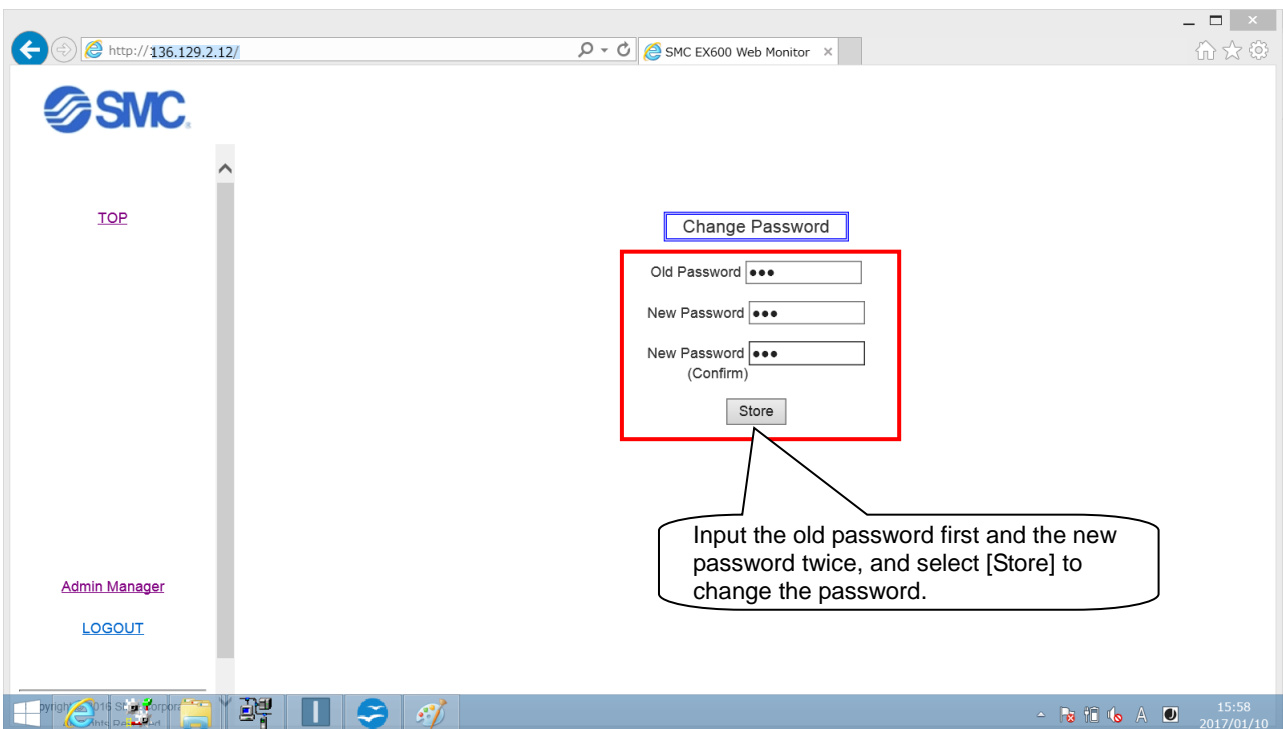 http://136.129.2.12/
SMC EX600 Web Monitor
SMC
TOP
Change Password
Old Password
New Password
New Password
(Confirm)
Store
Input the old password first and the new
password twice, and select [Store] to
change the password.
Admin Manager
LOGOUT
A
15:58
2017/01/10